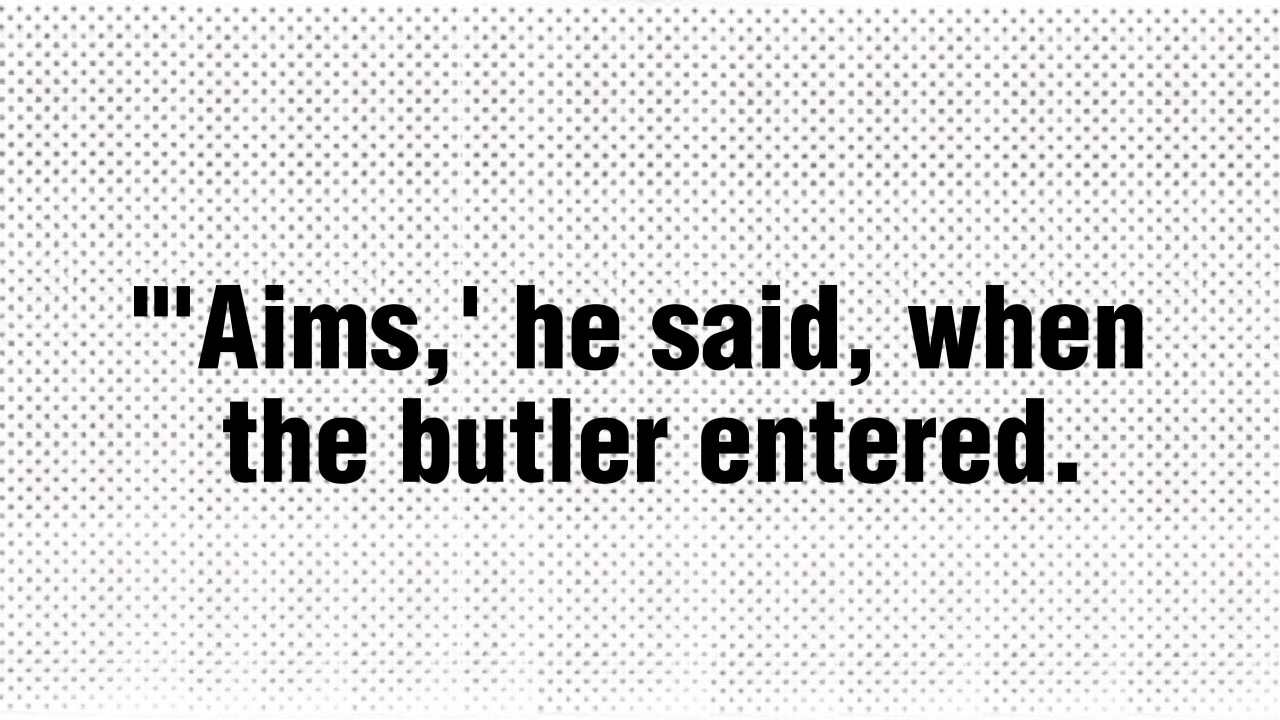 "'Aims,' he said, when
the butler entered.